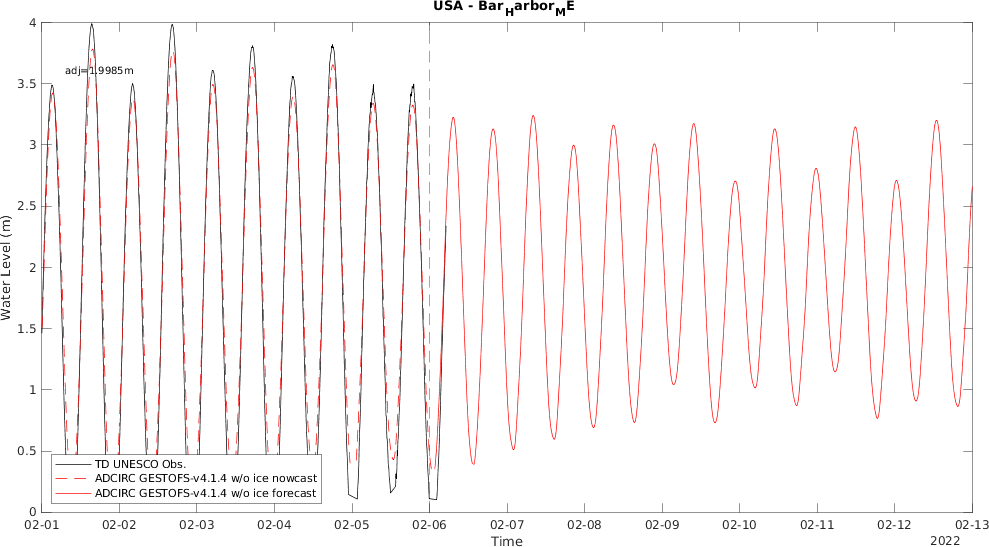 USA - Bar_Harbor_ME
4
3.5
3
2.5
2
1.5
1
0.5
0
Water Level (m)
adj=1.9985m
TD UNESCO Obs.
ADCIRC GESTOFS-v4.1.4 w/o ice nowcast
ADCIRC GESTOFS-v4.1.4 w/o ice forecast
02-01 02-02 02-03 02-04 02-05 02-06 02-07 02-08 02-09 02-10 02-11 02-12 02-13
Time
2022